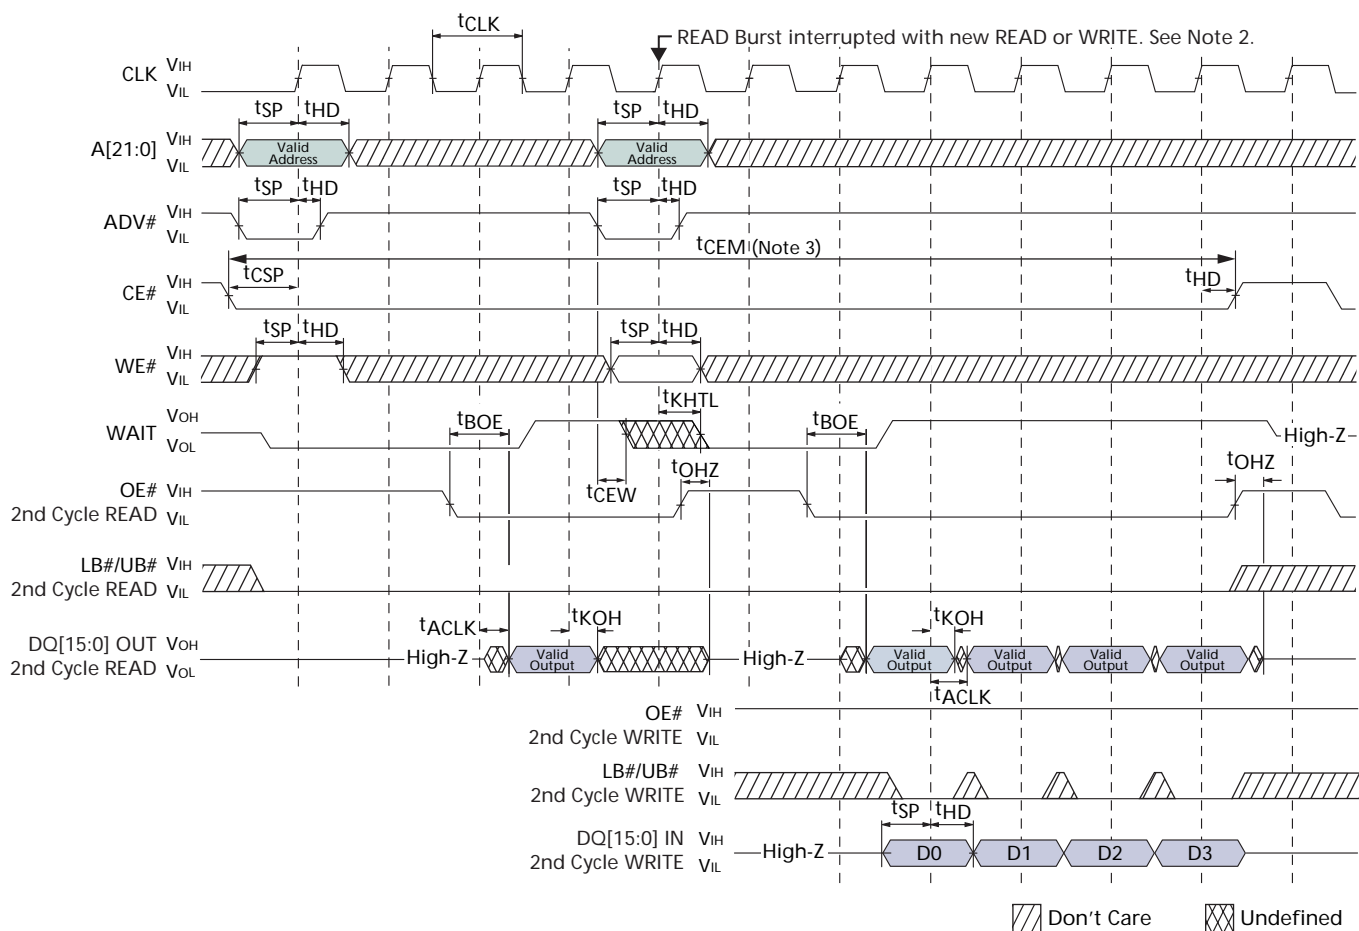 tCLK
READ Burst interrupted with new READ or WRITE. See Note 2.
CLK VIH
VIL
tSP tHD tSP tHD
A[21:0] VIH
VIL
Valid Address
Valid Address
tSP tHD tSP tHD
ADV# VIH
VIL
tCEM (Note 3)
tCSP tHD
CE# VIH
VIL
tSP tHD tSP tHD
WE# VIH
VIL
tKHTL
tBOE tBOE
WAIT VOH
VOL
High-Z
tCEW tOHZ tOHZ
OE# VIH
2nd Cycle READ VIL
LB#/UB# VIH
2nd Cycle READ VIL
tACLK tKOH tKOH
DQ[15:0] OUT VOH
2nd Cycle READ VOL
High-Z Valid Output High-Z Valid Output Valid Output Valid Output Valid Output
tACLK
OE# VIH
2nd Cycle WRITE VIL
LB#/UB# VIH
2nd Cycle WRITE VIL
tSP tHD
DQ[15:0] IN VIH
2nd Cycle WRITE VIL
High-Z D0 D1 D2 D3
Don't Care Undefined